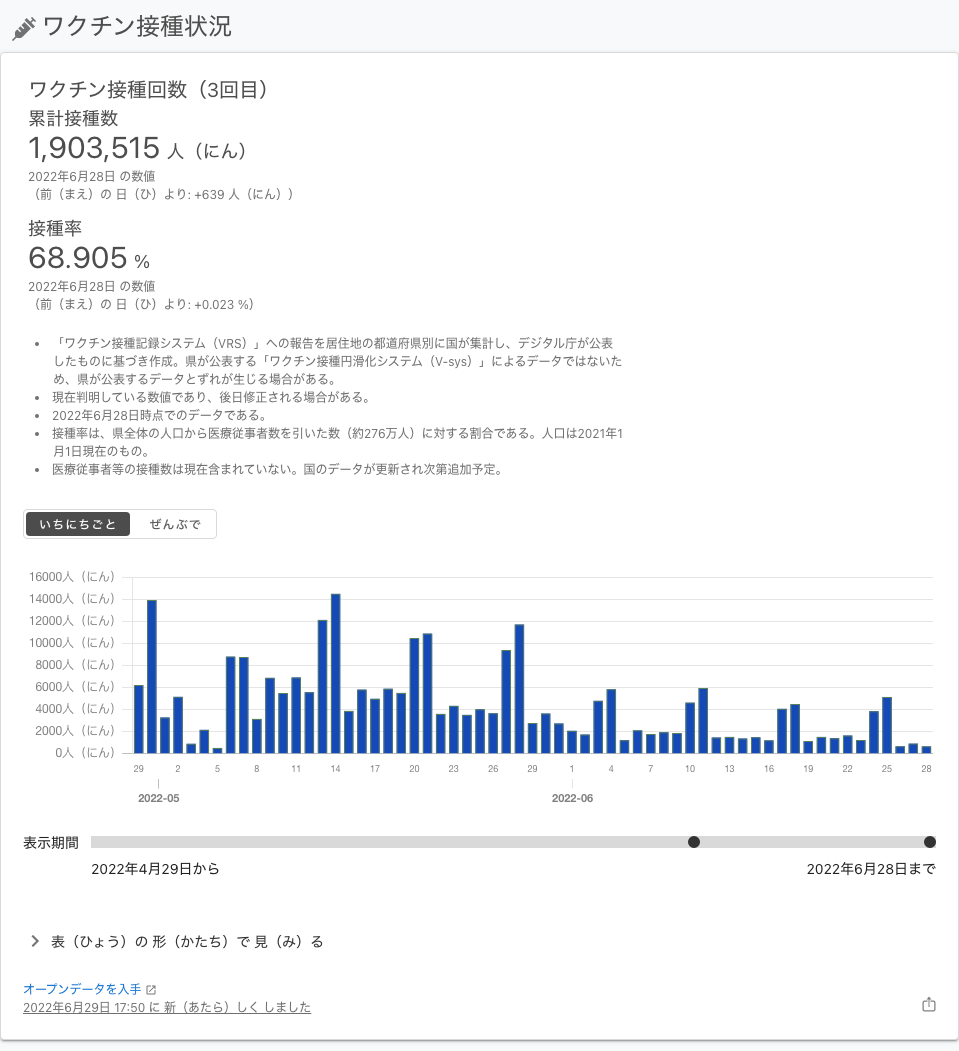 ワクチン接種状況
ワクチン接種回数（3回目）
累計接種数
1,903,515 人（にん）
2022年6月28日 の数値
（前（まえ）の 日（ひ）より: +639 人（にん））
接種率
68.905 %
2022年6月28日 の数値
（前（まえ）の 日（ひ）より: +0.023 %）
• 「ワクチン接種記録システム（VRS）」への報告を居住地の都道府県別に国が集計し、デジタル庁が公表
したものに基づき作成。県が公表する「ワクチン接種円滑化システム（V-sys）」によるデータではないた
め、県が公表するデータとずれが生じる場合がある。
• 現在判明している数値であり、後日修正される場合がある。
• 2022年6月28日時点でのデータである。
• 接種率は、県全体の人口から医療従事者数を引いた数（約276万人）に対する割合である。人口は2021年1
月1日現在のもの。
• 医療従事者等の接種数は現在含まれていない。国のデータが更新され次第追加予定。
いちにちごと ぜんぶで
16000人（にん）
14000人（にん）
12000人（にん）
10000人（にん）
8000人（にん）
6000人（にん）
4000人（にん）
2000人（にん）
0人（にん）
29 2 5 8 11 14 17 20 23 26 29 1 4 7 10 13 16 19 22 25 28
2022-05 2022-06
表示期間
2022年4月29日から 2022年6月28日まで
表（ひょう）の 形（かたち）で 見（み）る
オープンデータを入手
2022年6月29日 17:50 に 新（あたら）しく しました